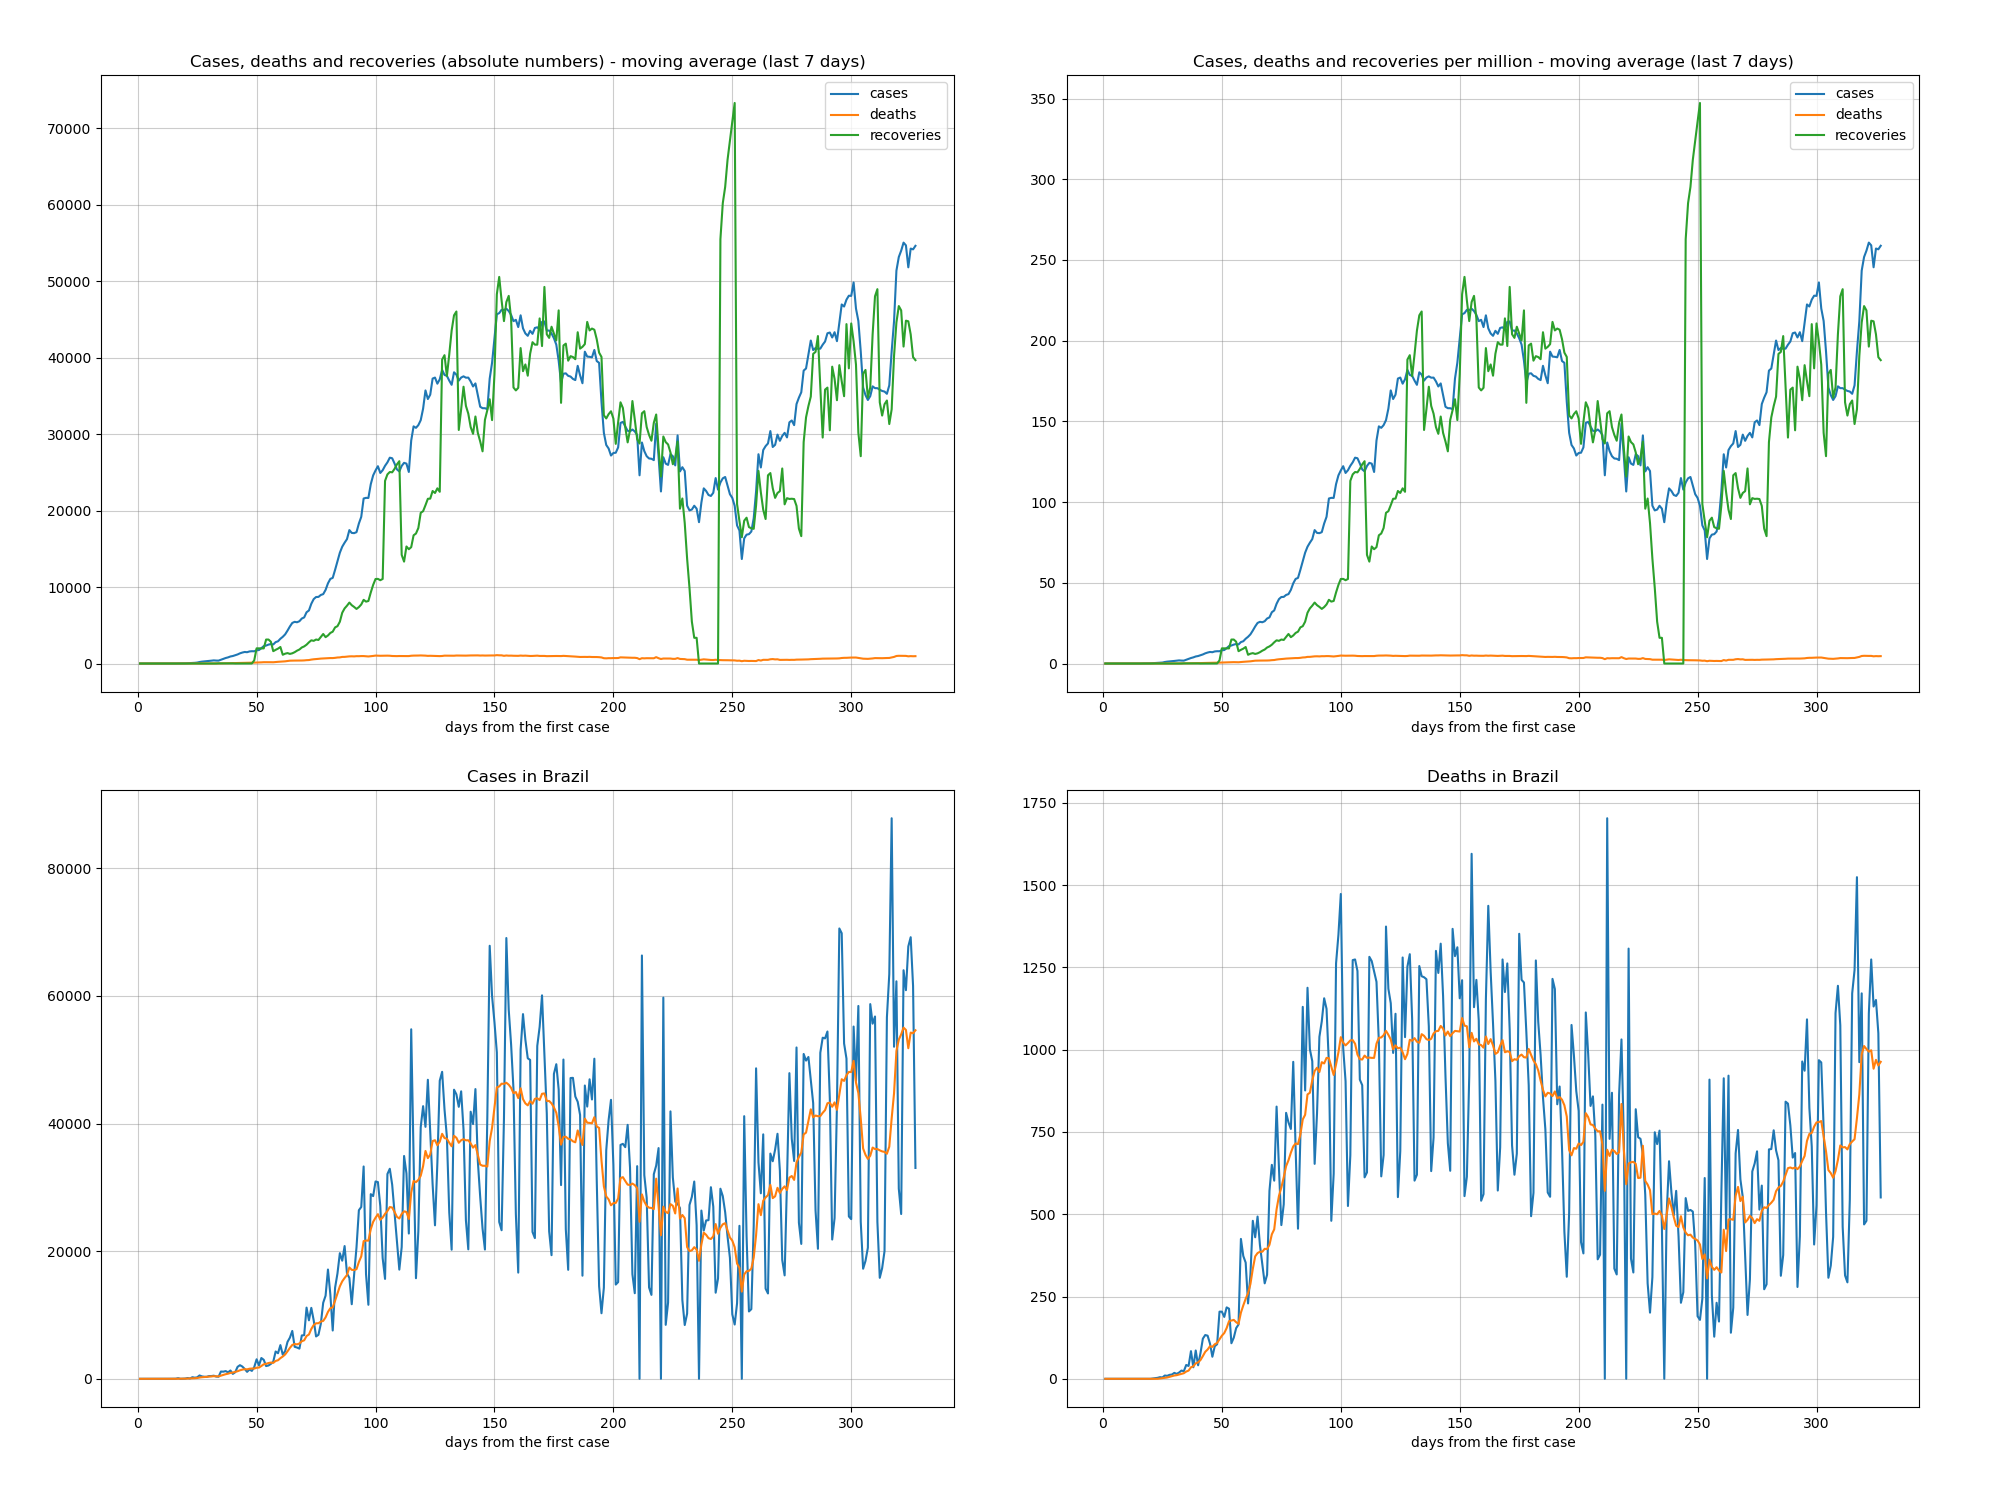 Cases, deaths and recoveries (absolute numbers) - moving average (last 7 days)
cases
deaths
recoveries
70000
60000
50000
40000
30000
20000
10000
0
0 50 100 150 200 250 300
days from the first case
Cases, deaths and recoveries per million - moving average (last 7 days)
cases
deaths
recoveries
350
300
250
200
150
100
50
0
0 50 100 150 200 250 300
days from the first case
Cases in Brazil
80000
60000
40000
20000
0
0 50 100 150 200 250 300
days from the first case
Deaths in Brazil
1750
1500
1250
1000
750
500
250
0
0 50 100 150 200 250 300
days from the first case